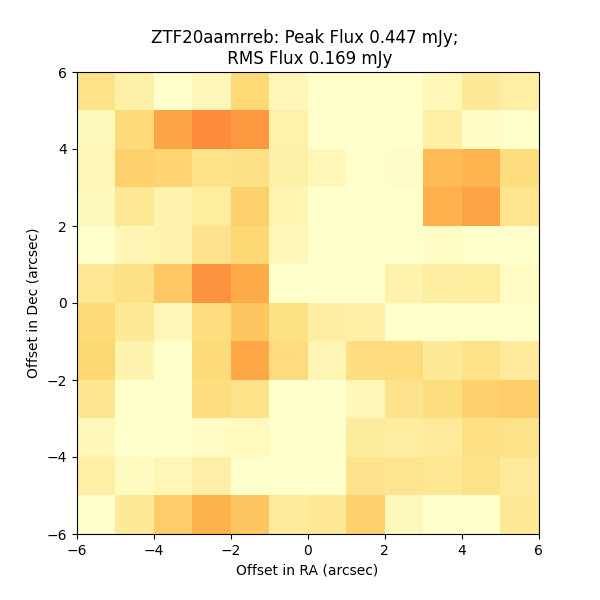 ZTF20aamrreb: Peak Flux 0.447 mJy;
RMS Flux 0.169 mJy
6
4
2
0
−2
−4
−6
Offset in Dec (arcsec)
−6 −4 −2 0 2 4 6
Offset in RA (arcsec)